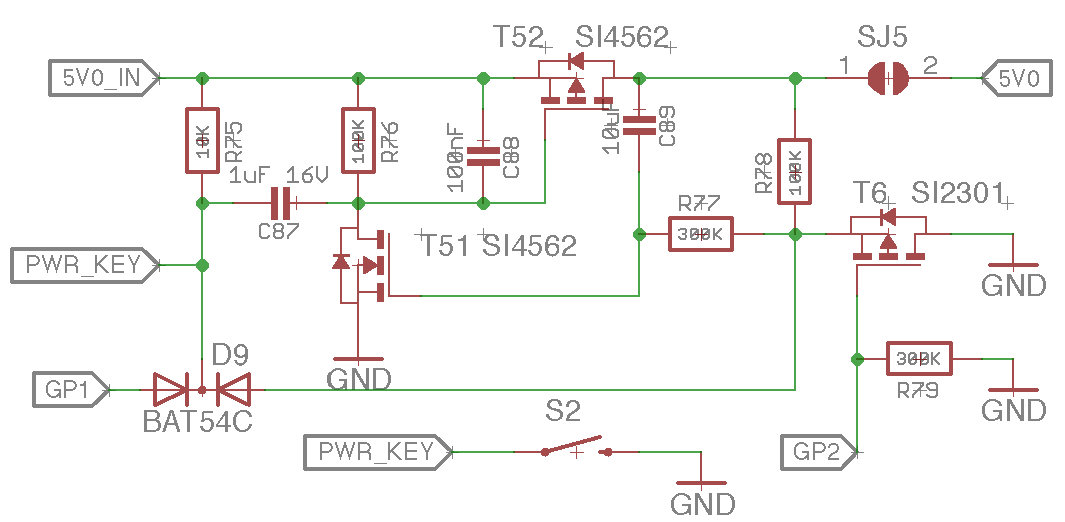 T52 SI4562 SJ5
5V0_IN 1 2 5V0
10K R75 100K R76 100nF C88 10uF C89
1uF 16V
C87
R78 100K T6 SI2301
R77
300K
T51 SI4562
PWR_KEY
GND
D9
GND
300K
GP1
R79
BAT54C
GND
S2
PWR_KEY GP2
GND